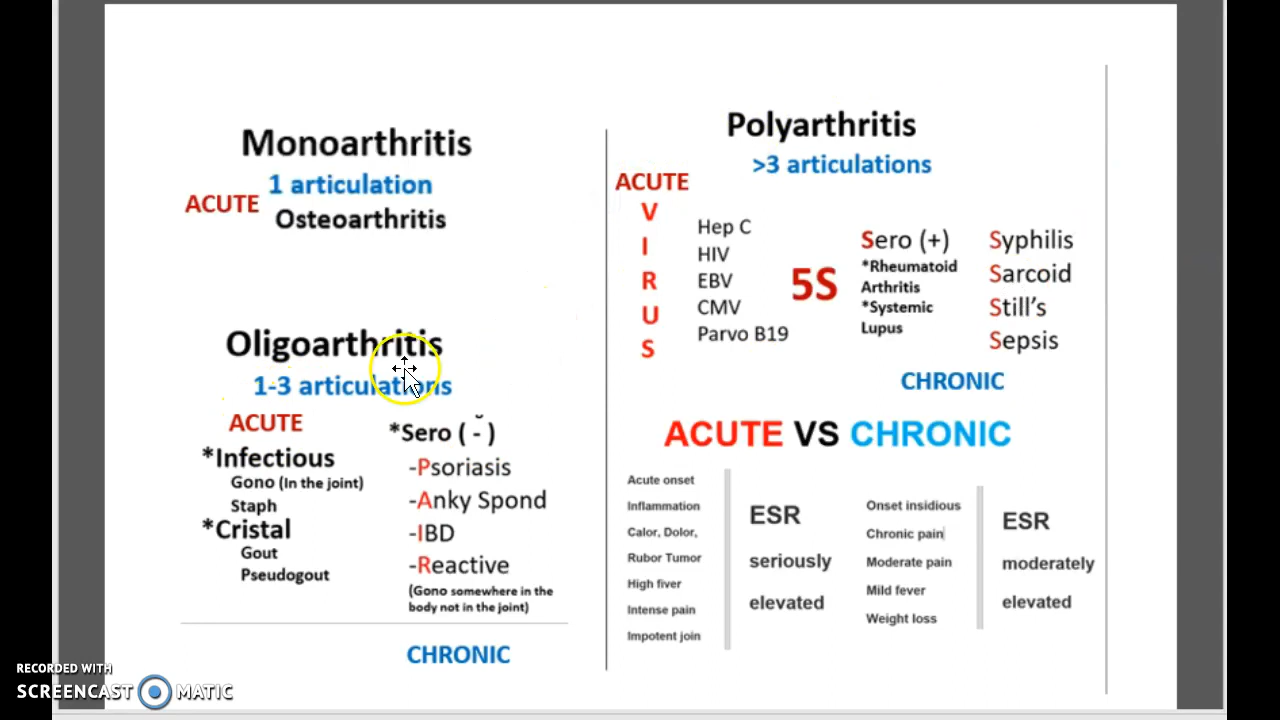 Monoarthritis
1 articulation
ACUTE
Osteoarthritis
Oligoarthritis
1-3 articulations
ACUTE
*Infectious
Gono (In the joint)
Staph
*Cristal
Gout
Pseudogout
*Sero ( - )
-Psoriasis
-Anky Spond
-IBD
-Reactive
(Gono somewhere in the
body not in the joint)
CHRONIC
Polyarthritis
>3 articulations
ACUTE
V
I
R
U
S
Hep C
HIV
EBV
CMV
Parvo B19
5S
Sero (+)
*Rheumatoid
Arthritis
*Systemic
Lupus
Syphilis
Sarcoid
Still's
Sepsis
CHRONIC
ACUTE VS CHRONIC
Acute onset
Inflammation
Calor, Dolor,
Rubor Tumor
High fiver
Intense pain
Impotent join
ESR
seriously
elevated
Onset insidious
Chronic pain
Moderate pain
Mild fever
Weight loss
ESR
moderately
elevated
RECORDED WITH
SCREENCAST MATIC